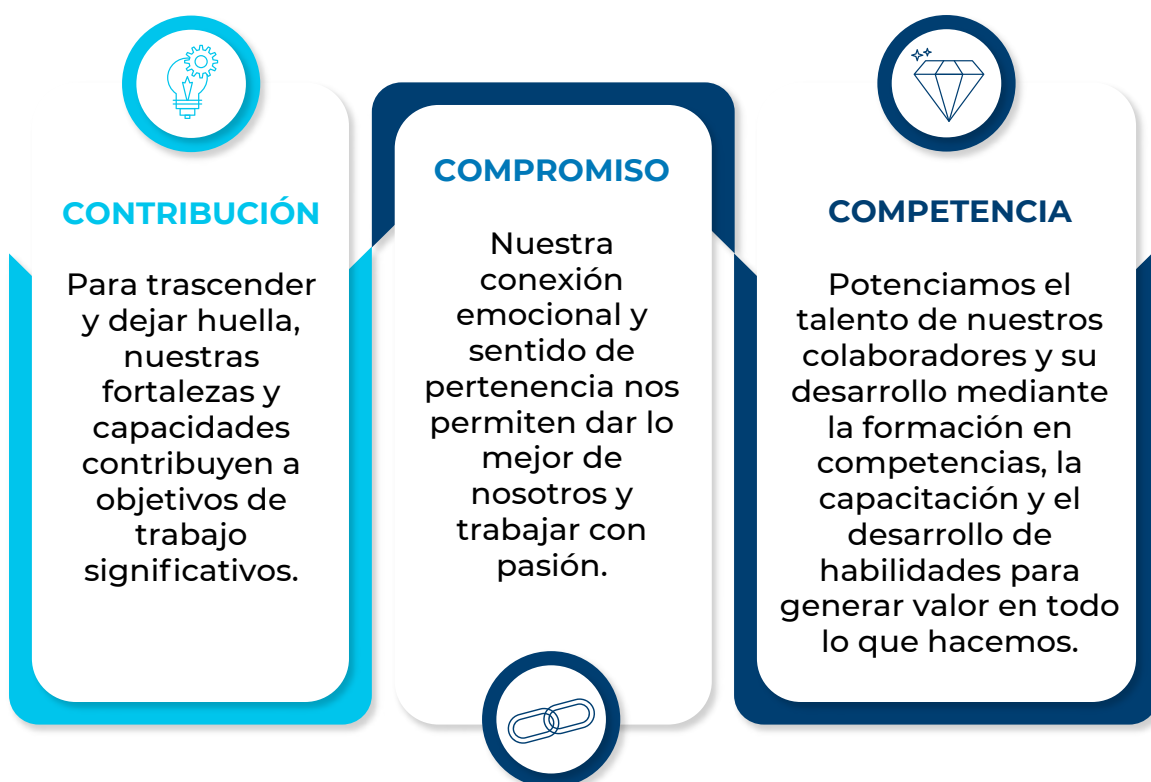 CONTRIBUCIÓN
Para trascender
y dejar huella,
nuestras
fortalezas y
capacidades
contribuyen a
objetivos de
trabajo
significativos.
COMPROMISO
Nuestra
conexión
emocional y
sentido de
pertenencia nos
permiten dar lo
mejor de
nosotros y
trabajar con
pasión.
COMPETENCIA
Potenciamos el
talento de nuestros
colaboradores y su
desarrollo mediante
la formación en
competencias, la
capacitación y el
desarrollo de
habilidades para
generar valor en todo
lo que hacemos.